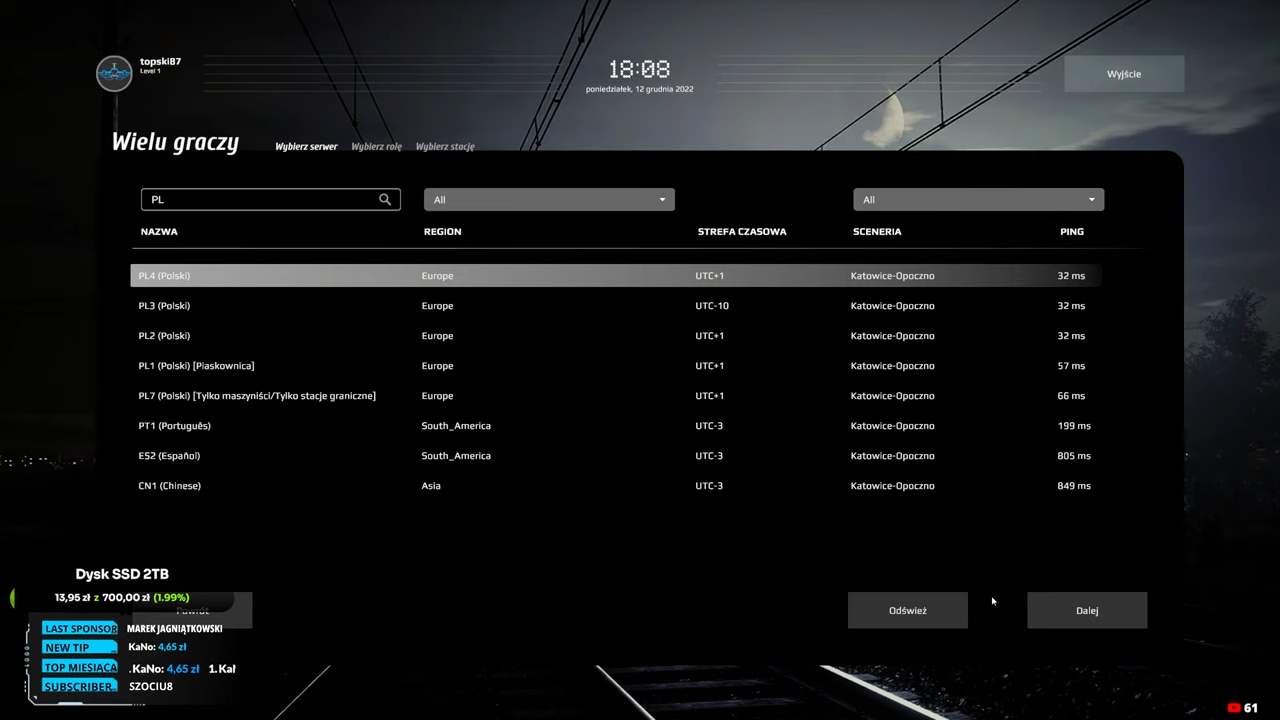 topski87
Level 1
18:08
poniedziałek, 12 grudnia 2022
Wyjście
Wielu graczy
Wybierz serwer Wybierz rolę Wybierz stację
PL All All
NAZWA REGION STREFA CZASOWA SCENERIA PING
PL4 (Polski) Europe UTC+1 Katowice-Opoczno 32 ms
PL3 (Polski) Europe UTC-10 Katowice-Opoczno 32 ms
PL2 (Polski) Europe UTC+1 Katowice-Opoczno 32 ms
PL1 (Polski) [Piaskownica] Europe UTC+1 Katowice-Opoczno 57 ms
PL7 (Polski) [Tylko maszyniści/Tylko stacje graniczne] Europe UTC+1 Katowice-Opoczno 66 ms
PT1 (Português) South_America UTC-3 Katowice-Opoczno 199 ms
ES2 (Español) South_America UTC-3 Katowice-Opoczno 805 ms
CN1 (Chinese) Asia UTC-3 Katowice-Opoczno 849 ms
Dysk SSD 2TB
13,95 zł z 700,00 zł (1.99%)
Powrót Odśwież Dalej
LAST SPONSOR MAREK JAGNIĄTKOWSKI
NEW TIP KaNo: 4,65 zł
TOP MIESIĄCA .KaNo: 4,65 zł 1.Kal
SUBSCRIBER SZOCIU8
61